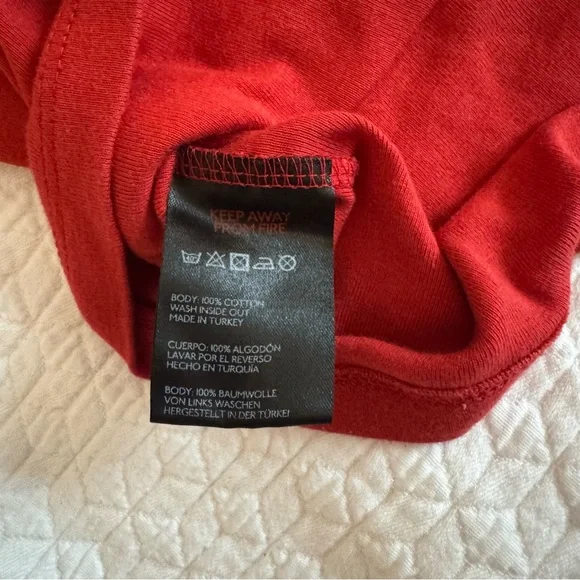 KEEP AWAY
FROM FIRE
BODY: 100% COTTON
WASH INSIDE OUT
MADE IN TURKEY
CUERPO: 100% ALGODÓN
LAVAR POR EL REVERSO
HECHO EN TURQUÍA
BODY: 100% BAUMWOLLE
VON LINKS WASCHEN
HERGESTELLT IN DER TÜRKEI